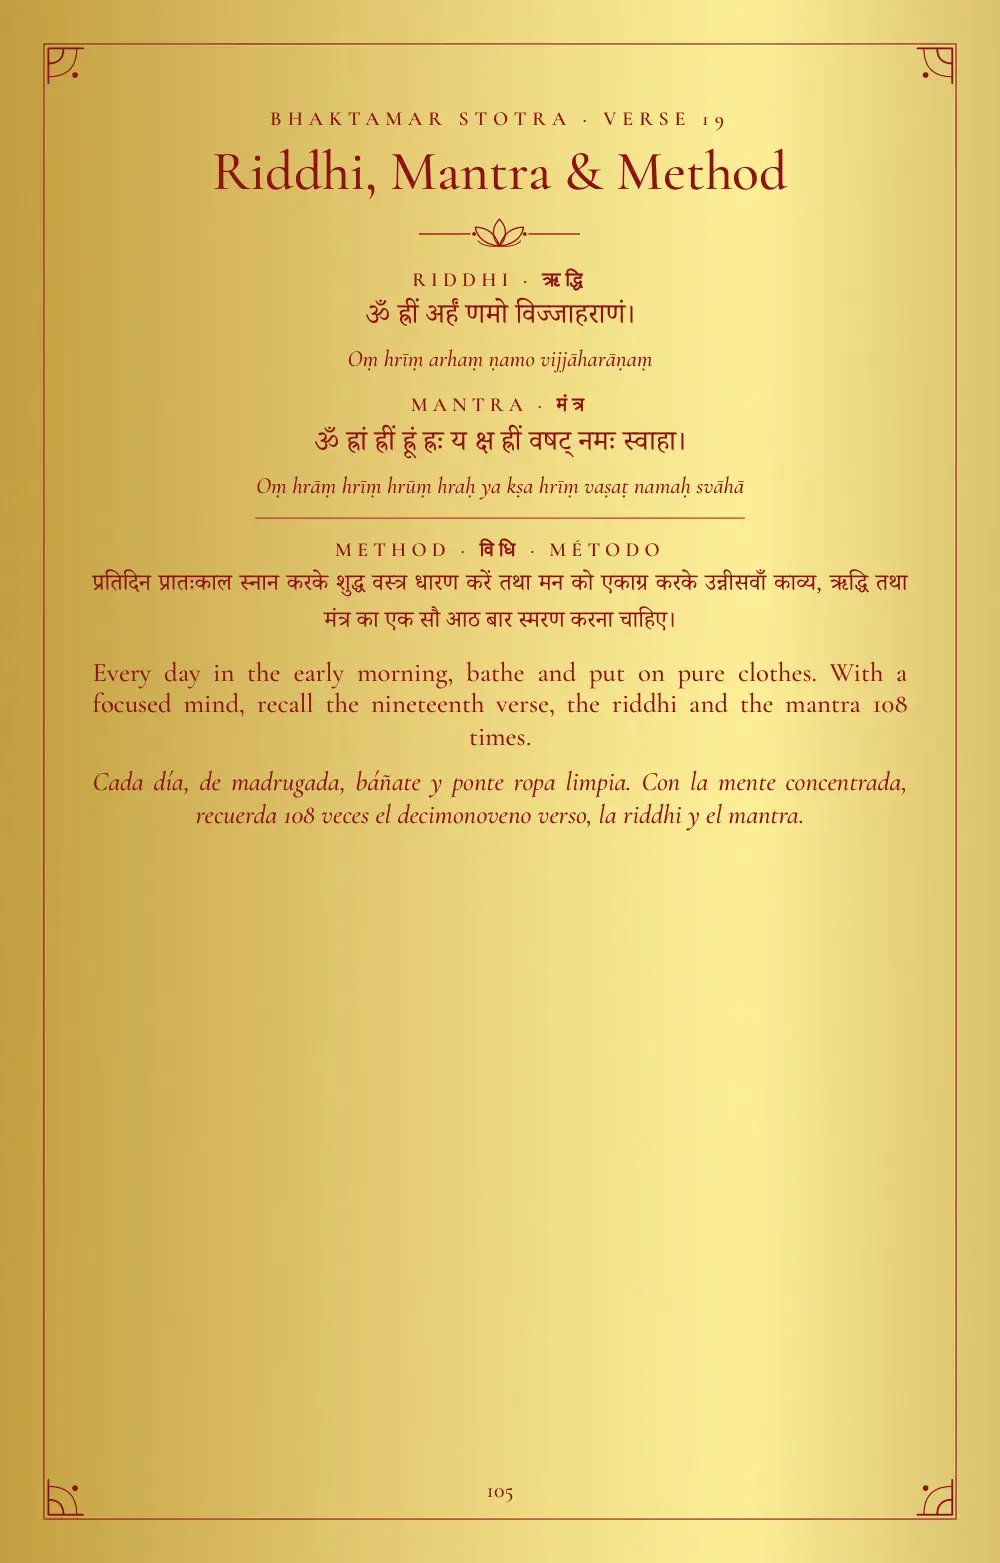 BHAKTAMAR STOTRA · VERSE 19
Riddhi, Mantra & Method
RIDDHI · ऋद्धि
ॐ ह्रीं अर्हं णमो विज्जाहराणं।
Oṃ hrīṃ arhaṃ ṇamo vijjāharāṇaṃ
MANTRA · मंत्र
ॐ ह्रां ह्रीं ह्रूं ह्रः य क्ष ह्रीं वषट् नमः स्वाहा।
Oṃ hrāṃ hrīṃ hrūṃ hraḥ ya kṣa hrīṃ vaṣaṭ namaḥ svāhā
METHOD · विधि · MÉTODO
प्रतिदिन प्रातःकाल स्नान करके शुद्ध वस्त्र धारण करें तथा मन को एकाग्र करके उन्नीसवाँ काव्य, ऋद्धि तथा
मंत्र का एक सौ आठ बार स्मरण करना चाहिए।
Every day in the early morning, bathe and put on pure clothes. With a
focused mind, recall the nineteenth verse, the riddhi and the mantra 108
times.
Cada día, de madrugada, báñate y ponte ropa limpia. Con la mente concentrada,
recuerda 108 veces el decimonoveno verso, la riddhi y el mantra.
105